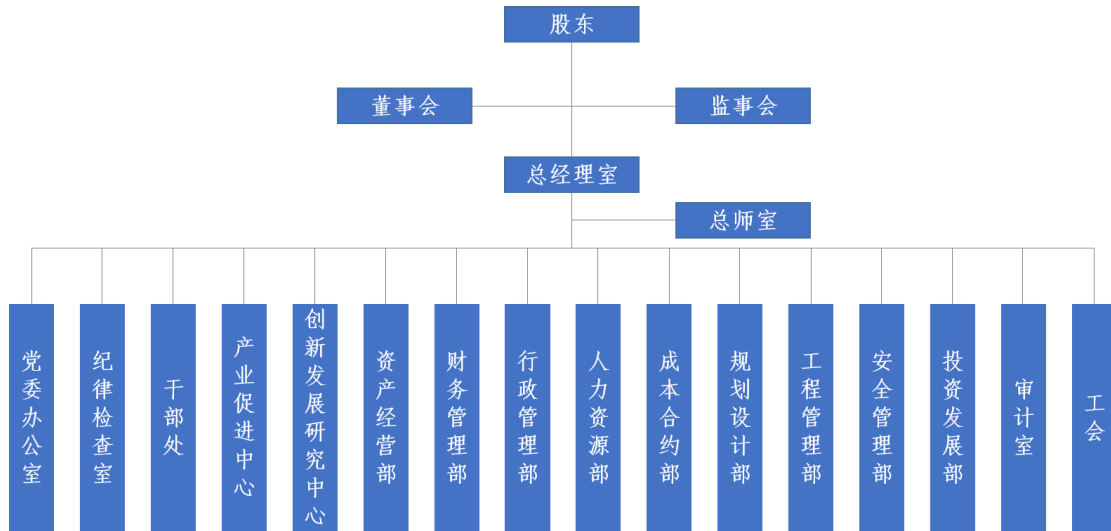 股东
董事会
监事会
总经理室
总师室
党委办公室
纪律检查室
干部处
产业促进中心
创新发展研究中心
资产经营部
财务管理部
行政管理部
人力资源部
成本合约部
规划设计部
工程管理部
安全管理部
投资发展部
审计室
工会